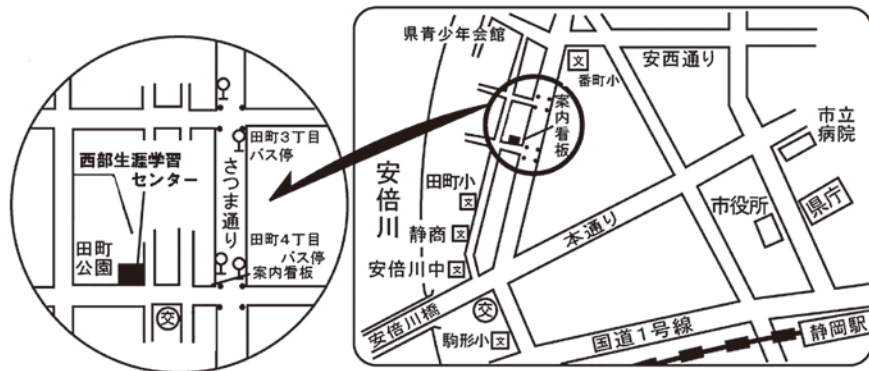 田町3丁目
バス停
西部生涯学習
センター
さつま通り
田町
公園
田町4丁目
バス停
案内看板
交
県青少年会館
文
番町小
安西通り
案内看板
市立
病院
安倍川
田町小
文
静商
文
安倍川中
文
本通り
市役所
県庁
安倍川橋
交
駒形小
文
国道1号線
静岡駅